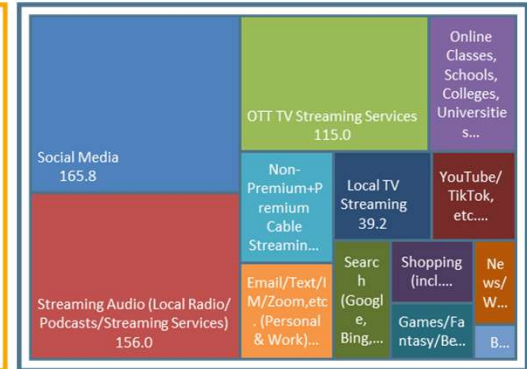 Social Media
165.8
Streaming Audio (Local Radio/
Podcasts/Streaming Services)
156.0
OTT TV Streaming Services
115.0
Online
Classes,
Schools,
Colleges,
Universitie
s...
Non-
Premium+P
remium
Cable
Streamin...
Local TV
Streaming
39.2
YouTube/
TikTok,
etc....
Email/Text/I
M/Zoom,etc
. (Personal
& Work)...
Searc
h
(Googl
e,
Bing,...
Shopping
(incl....
Ne
ws/
W...
Games/Fa
ntasy/Be...
B...